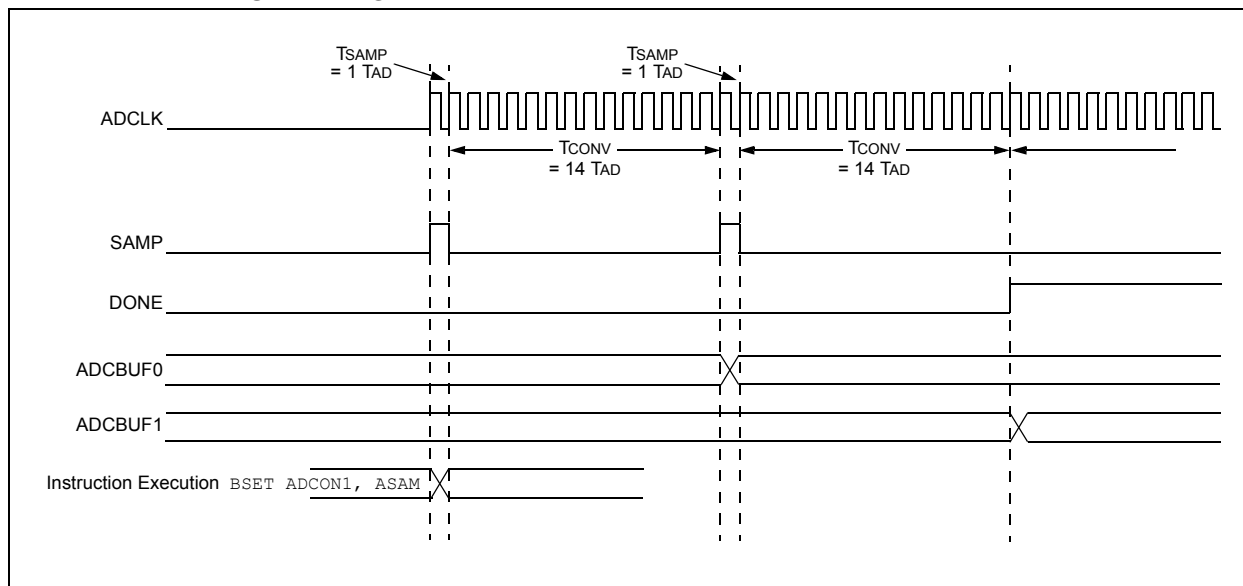 TSAMP
= 1 TAD
TSAMP
= 1 TAD
ADCLK
TCONV
= 14 TAD
TCONV
= 14 TAD
SAMP
DONE
ADCBUF0
ADCBUF1
Instruction Execution BSET ADCON1, ASAM